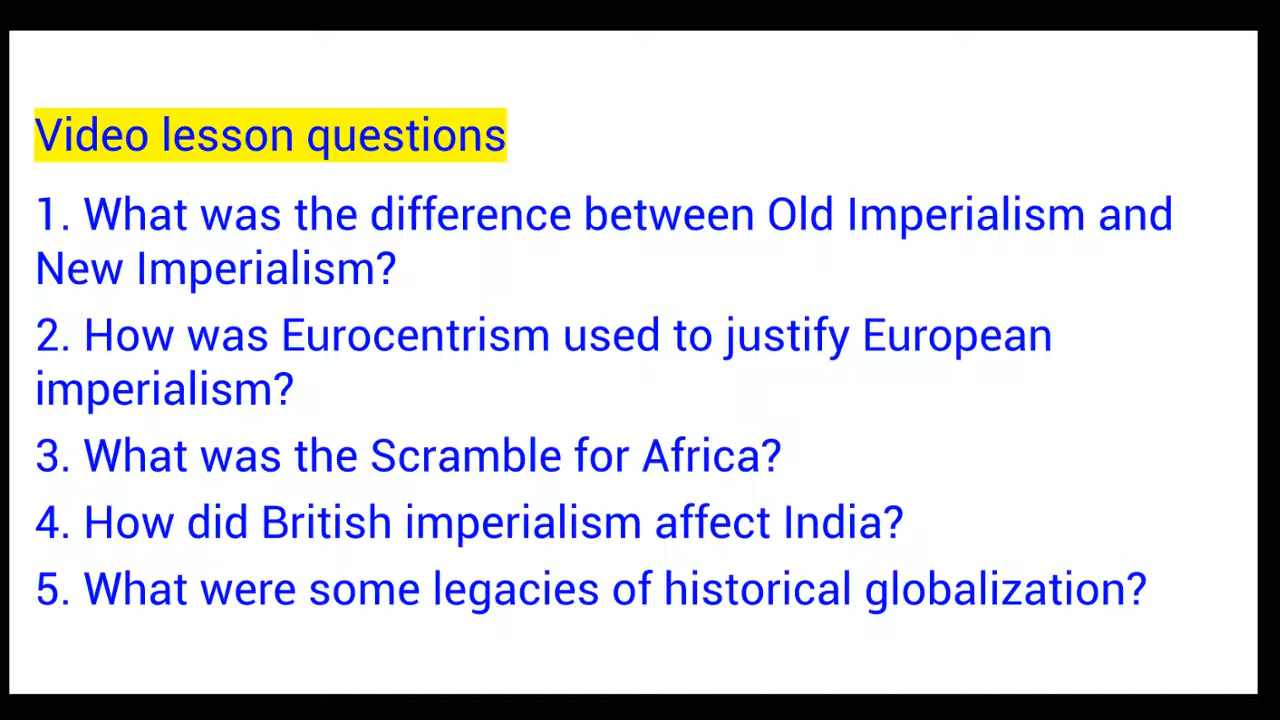 Video lesson questions
1. What was the difference between Old Imperialism and
New Imperialism?
2. How was Eurocentrism used to justify European
imperialism?
3. What was the Scramble for Africa?
4. How did British imperialism affect India?
5. What were some legacies of historical globalization?